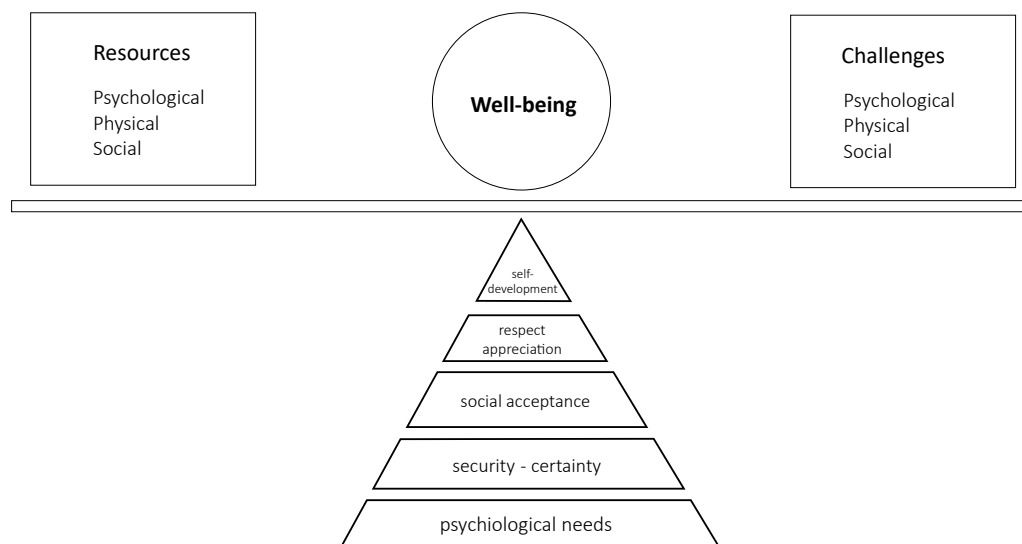 Resources
Psychological
Physical
Social
Well-being
Challenges
Psychological
Physical
Social
self-
development
respect
appreciation
social acceptance
security - certainty
psychiological needs